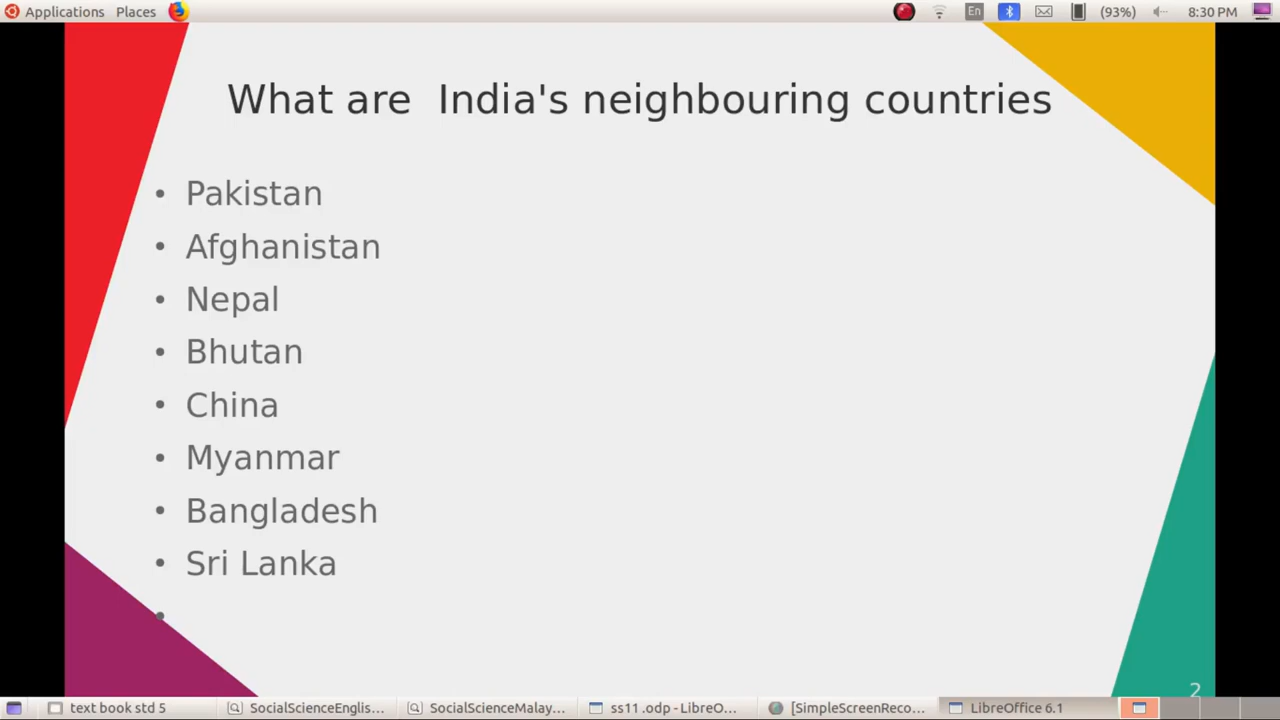 Applications Places
En
(93%)
8:30 PM
What are  India's neighbouring countries
• Pakistan
• Afghanistan
• Nepal
• Bhutan
• China
• Myanmar
• Bangladesh
• Sri Lanka
•
2
text book std 5
SocialScienceEnglis...
SocialScienceMalay...
ss11 .odp - LibreO...
[SimpleScreenReco...
LibreOffice 6.1